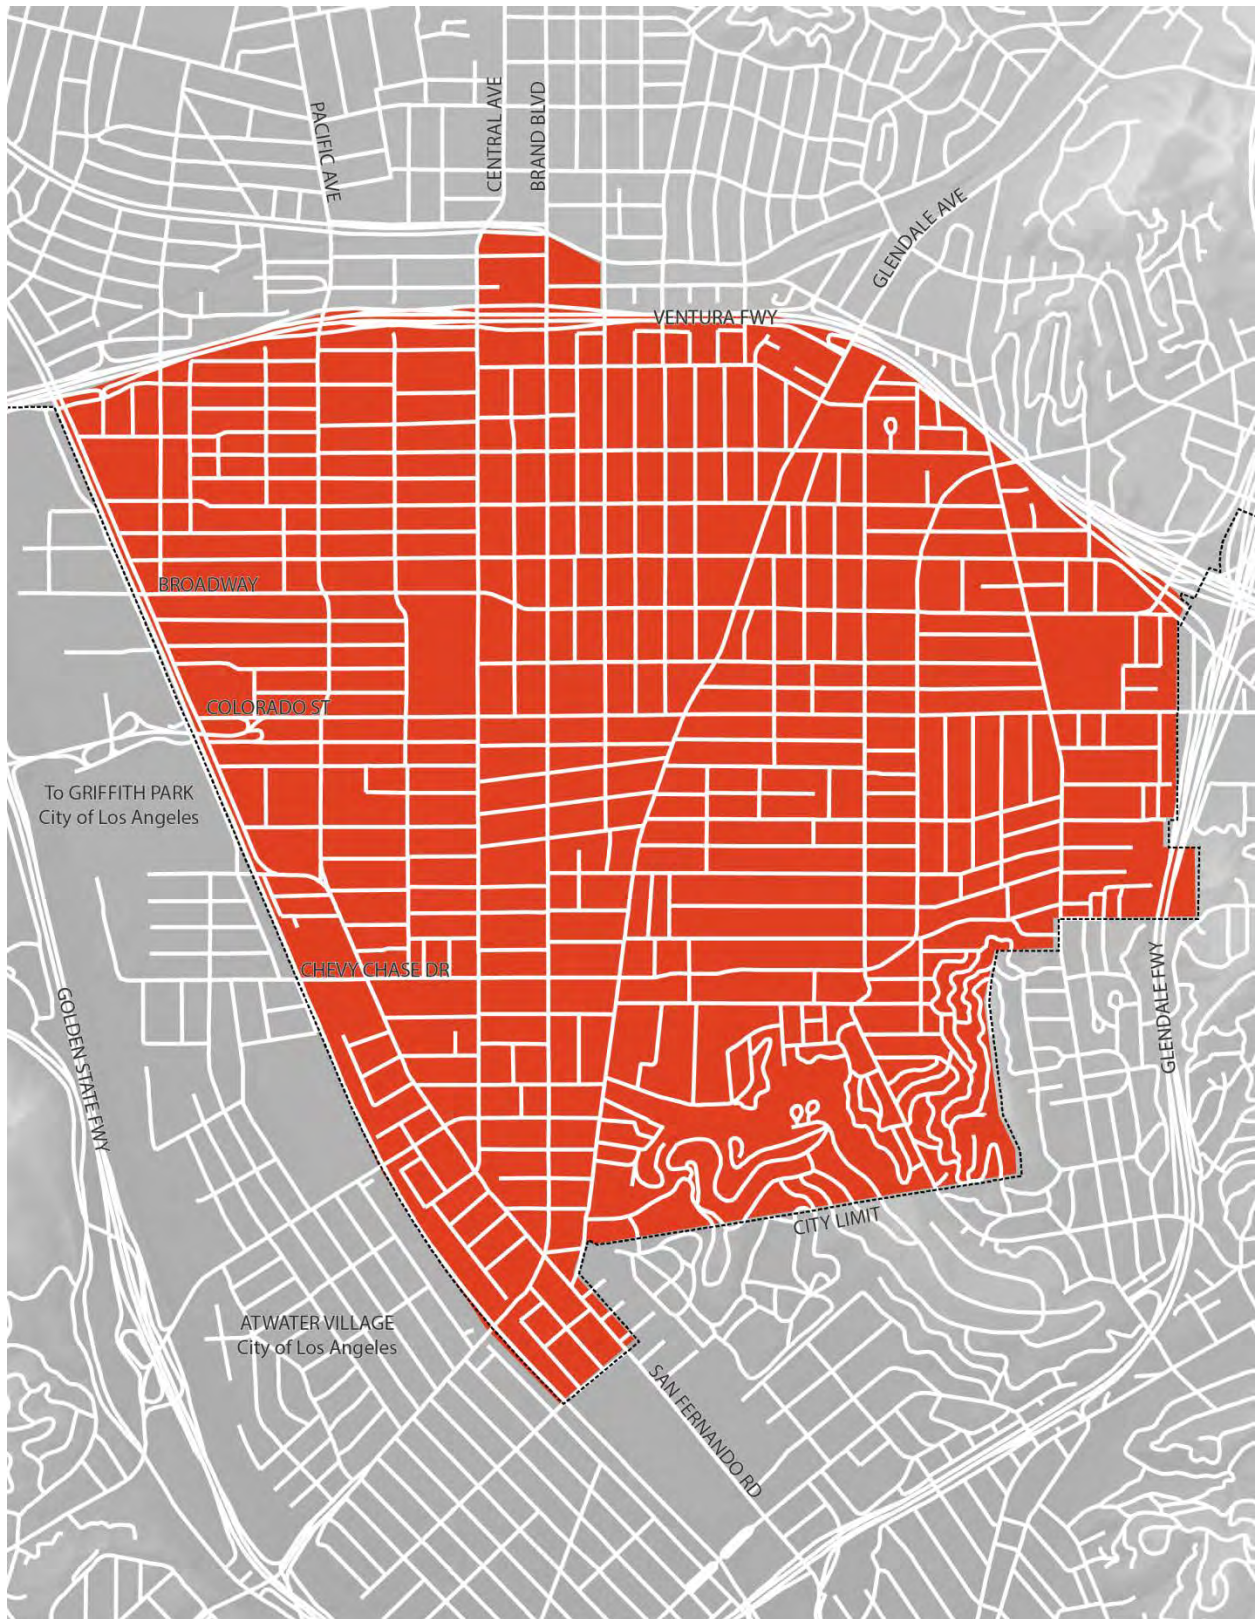 PACIFIC AVE
CENTRAL AVE
BRAND BLVD
GLENDALE AVE
VENTURA FWY
BROADWAY
COLORADO ST
To GRIFFITH PARK
City of Los Angeles
CHEVY CHASE DR
GOLDEN STATE FWY
GLENDALE FWY
CITY LIMIT
ATWATER VILLAGE
City of Los Angeles
SAN FERNANDO RD